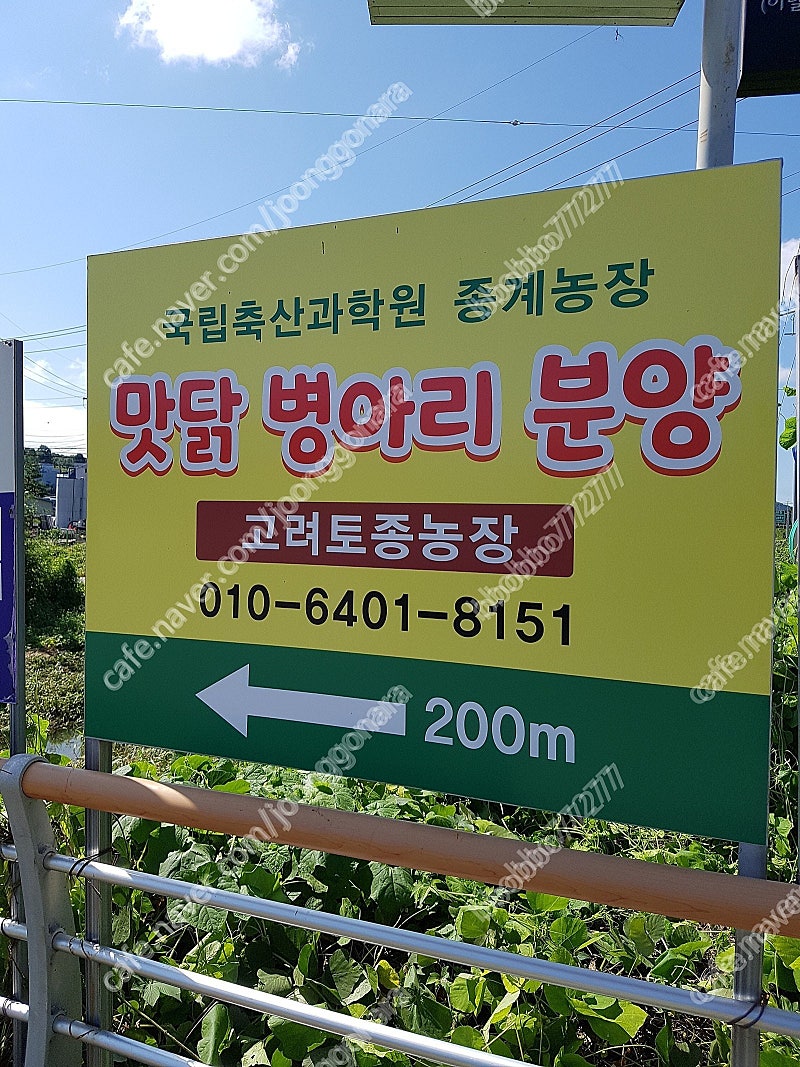 국립축산과학원 종계농장
맛닭 병아리 분양
고려토종농장
010-6401-8151
200m
cafe.naver.com/joonggonara
bobbo777277